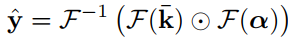 ŷ = ℱ⁻¹ (ℱ(k̄) ⊙ ℱ(α))